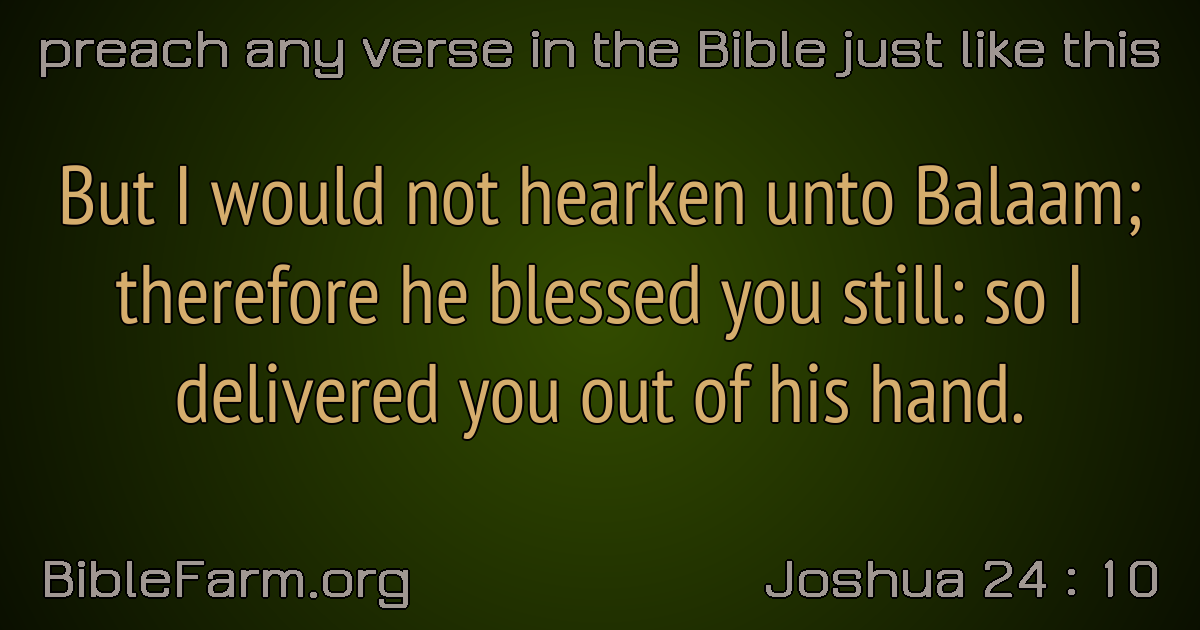 preach any verse in the Bible just like this
But I would not hearken unto Balaam;
therefore he blessed you still: so I
delivered you out of his hand.
BibleFarm.org
Joshua 24 : 10